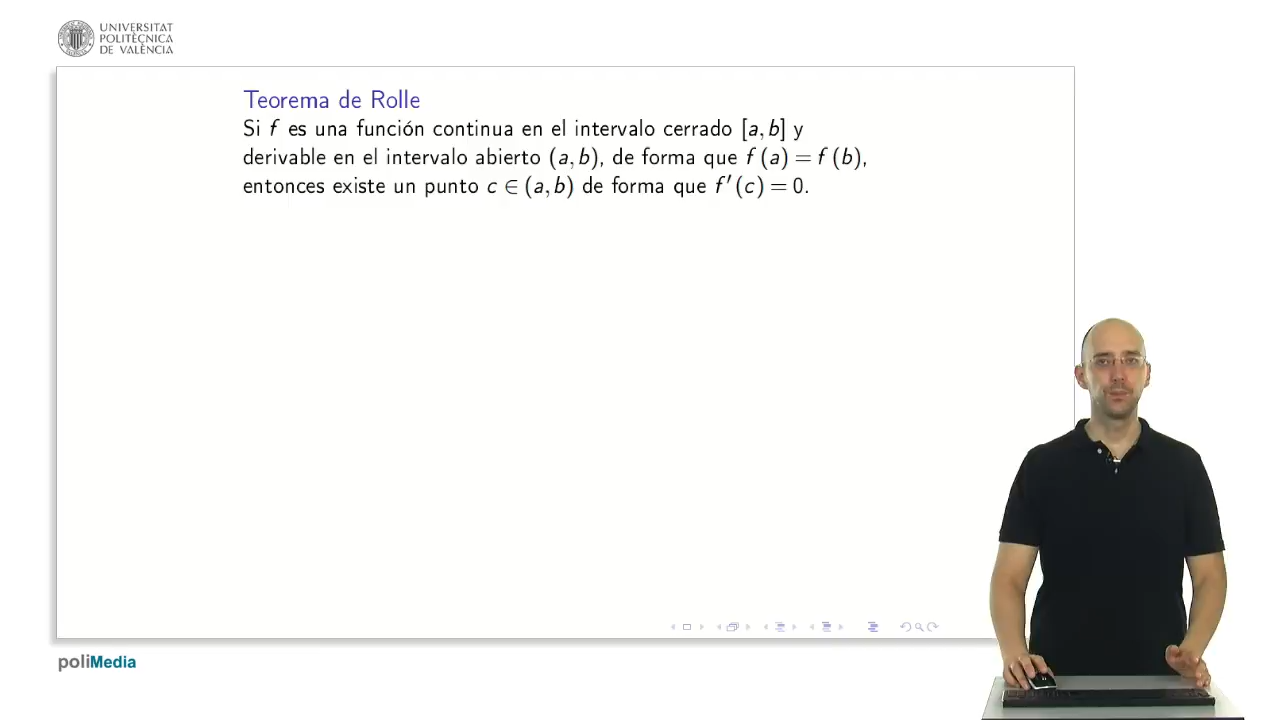 UNIVERSITAT
POLITÈCNICA
DE VALÈNCIA
Teorema de Rolle
Si f es una función continua en el intervalo cerrado [a, b] y
derivable en el intervalo abierto (a, b), de forma que f (a) = f (b),
entonces existe un punto c ∈ (a, b) de forma que f ′ (c) = 0.
poliMedia